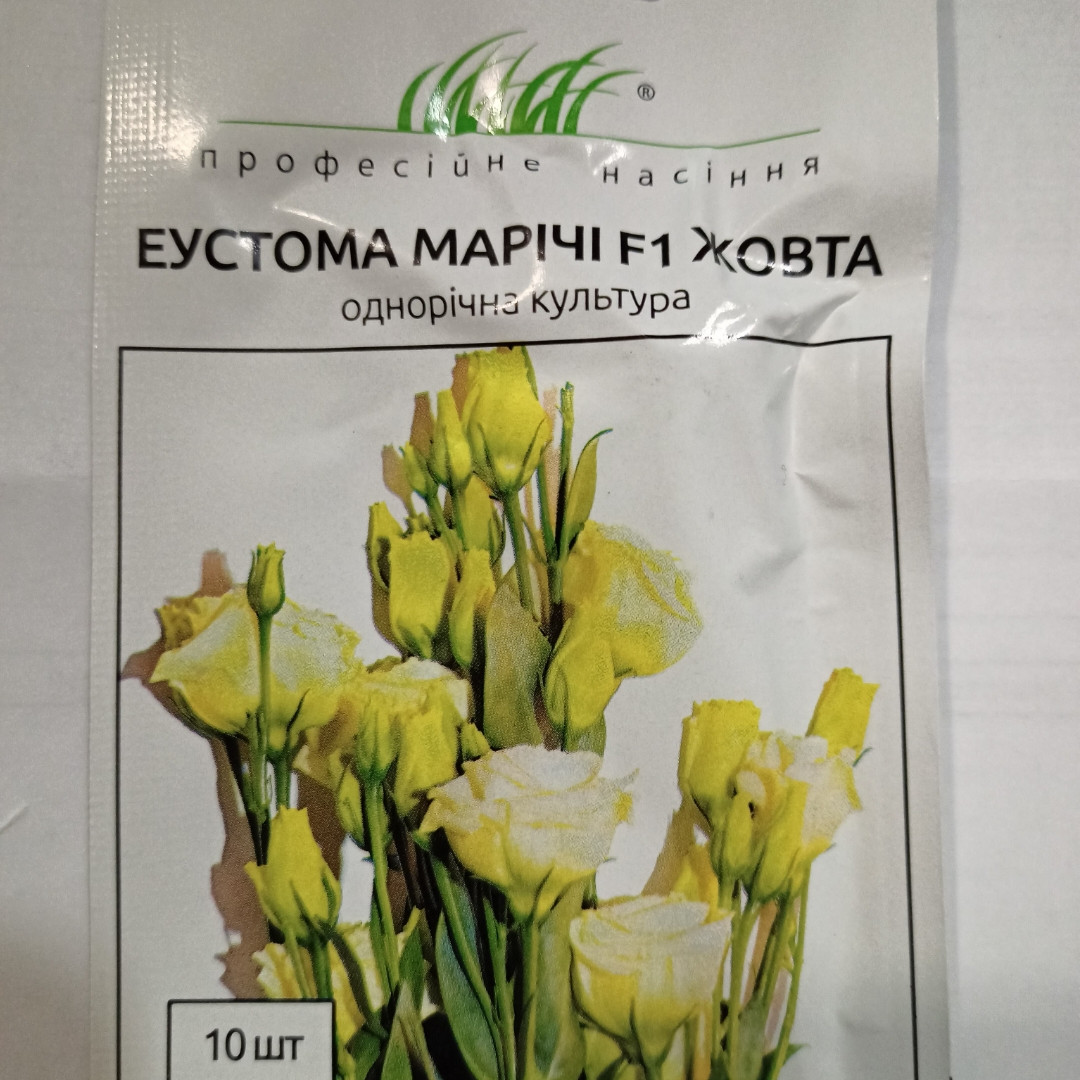 ®
професійне насіння
ЕУСТОМА МАРІЧІ F1 ЖОВТА
однорічна культура
10 шт